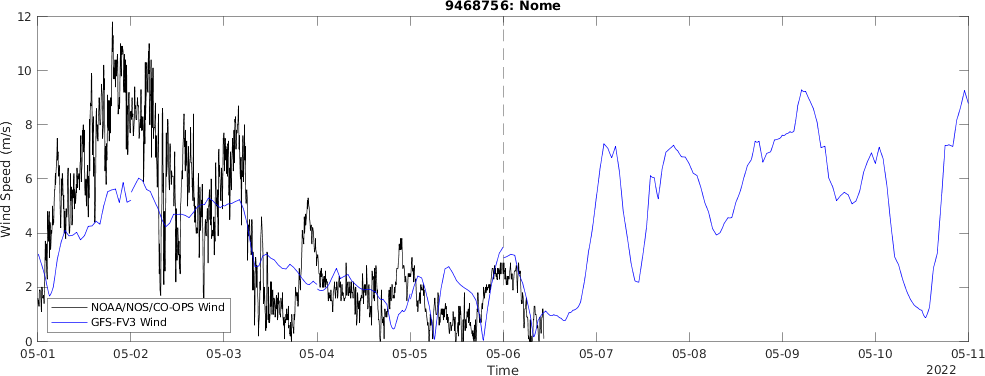 9468756: Nome
Wind Speed (m/s)
12
10
8
6
4
2
0
NOAA/NOS/CO-OPS Wind
GFS-FV3 Wind
05-01 05-02 05-03 05-04 05-05 05-06 05-07 05-08 05-09 05-10 05-11
Time
2022